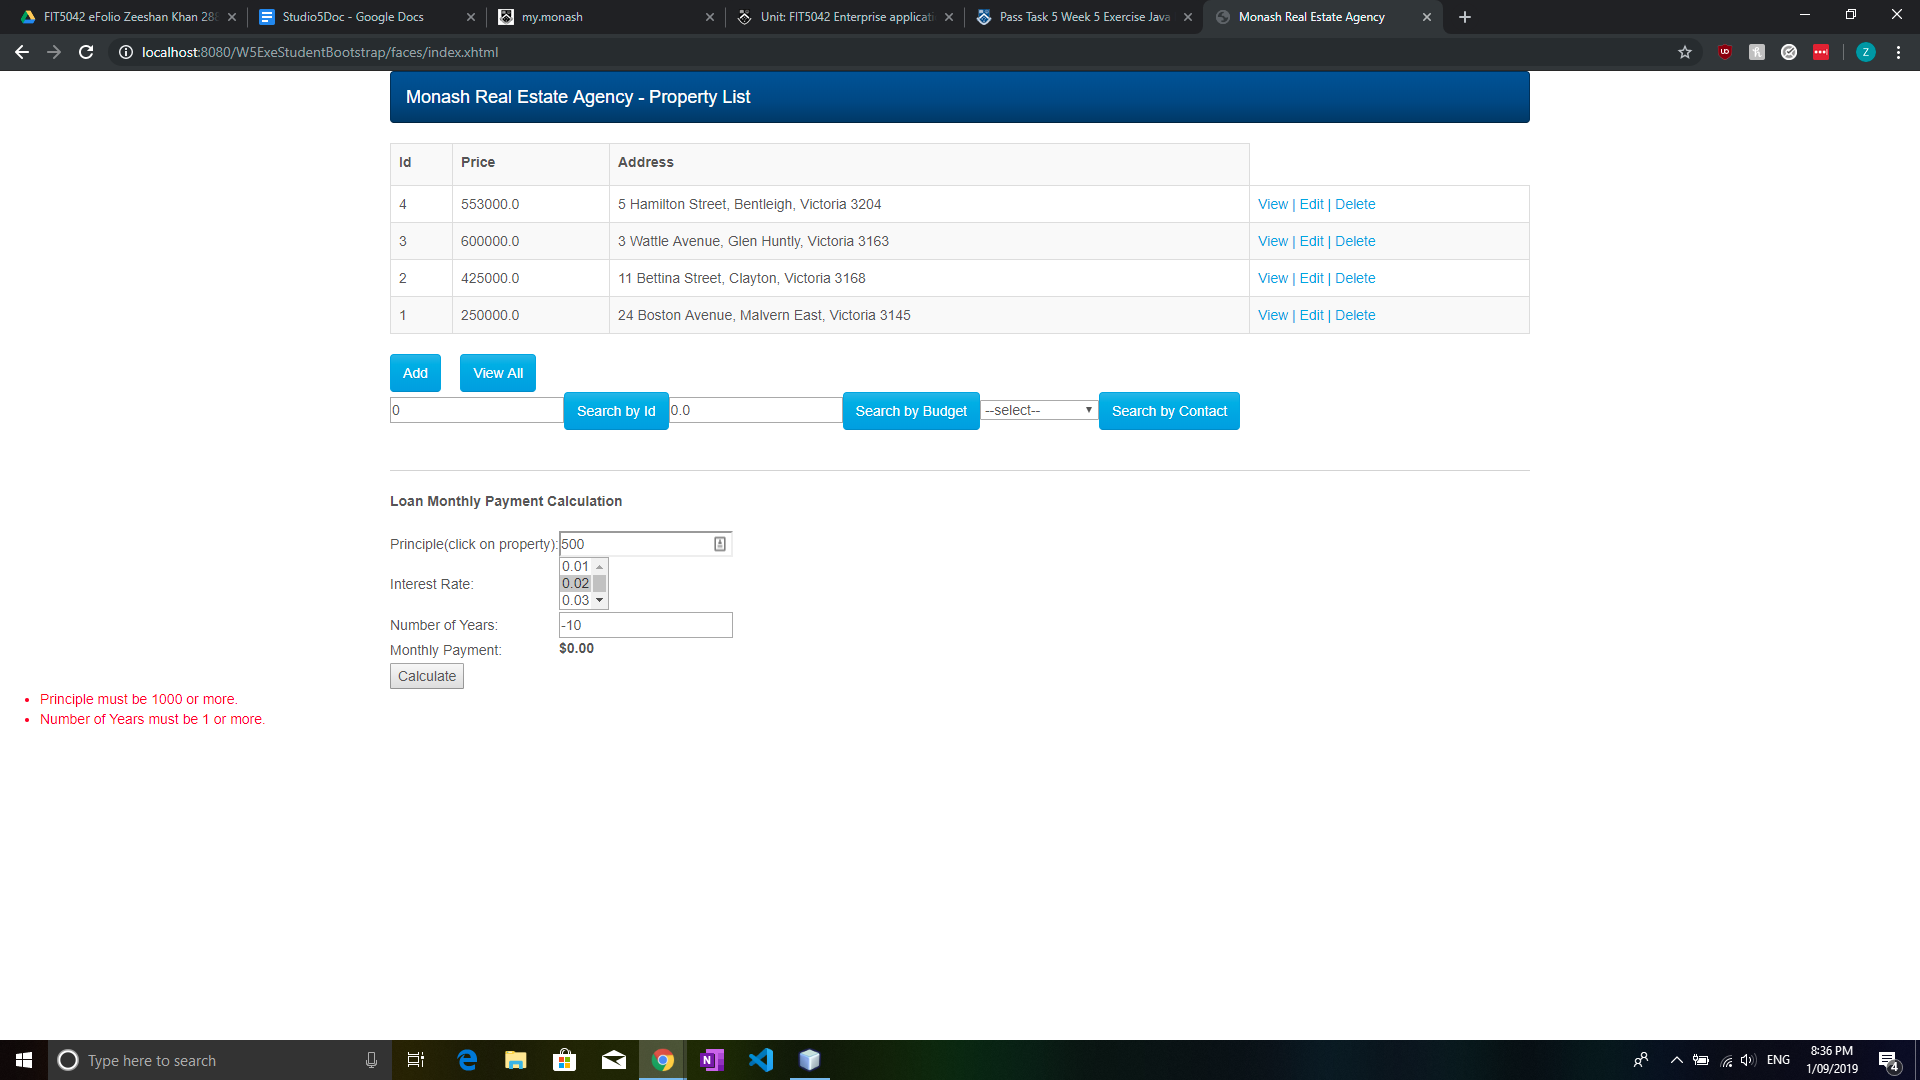 FIT5042 eFolio Zeeshan Khan 288
Studio5Doc - Google Docs
my.monash
Unit: FIT5042 Enterprise applicati
Pass Task 5 Week 5 Exercise Java
Monash Real Estate Agency
localhost:8080/W5ExeStudentBootstrap/faces/index.xhtml
Z
Monash Real Estate Agency - Property List
Id Price Address
4 553000.0 5 Hamilton Street, Bentleigh, Victoria 3204 View | Edit | Delete
3 600000.0 3 Wattle Avenue, Glen Huntly, Victoria 3163 View | Edit | Delete
2 425000.0 11 Bettina Street, Clayton, Victoria 3168 View | Edit | Delete
1 250000.0 24 Boston Avenue, Malvern East, Victoria 3145 View | Edit | Delete
Add View All
0 Search by Id 0.0 Search by Budget --select-- Search by Contact
Loan Monthly Payment Calculation
Principle(click on property): 500
0.01
Interest Rate: 0.02
0.03
Number of Years: -10
Monthly Payment: $0.00
Calculate
• Principle must be 1000 or more.
• Number of Years must be 1 or more.
Type here to search
ENG
8:36 PM
1/09/2019
4